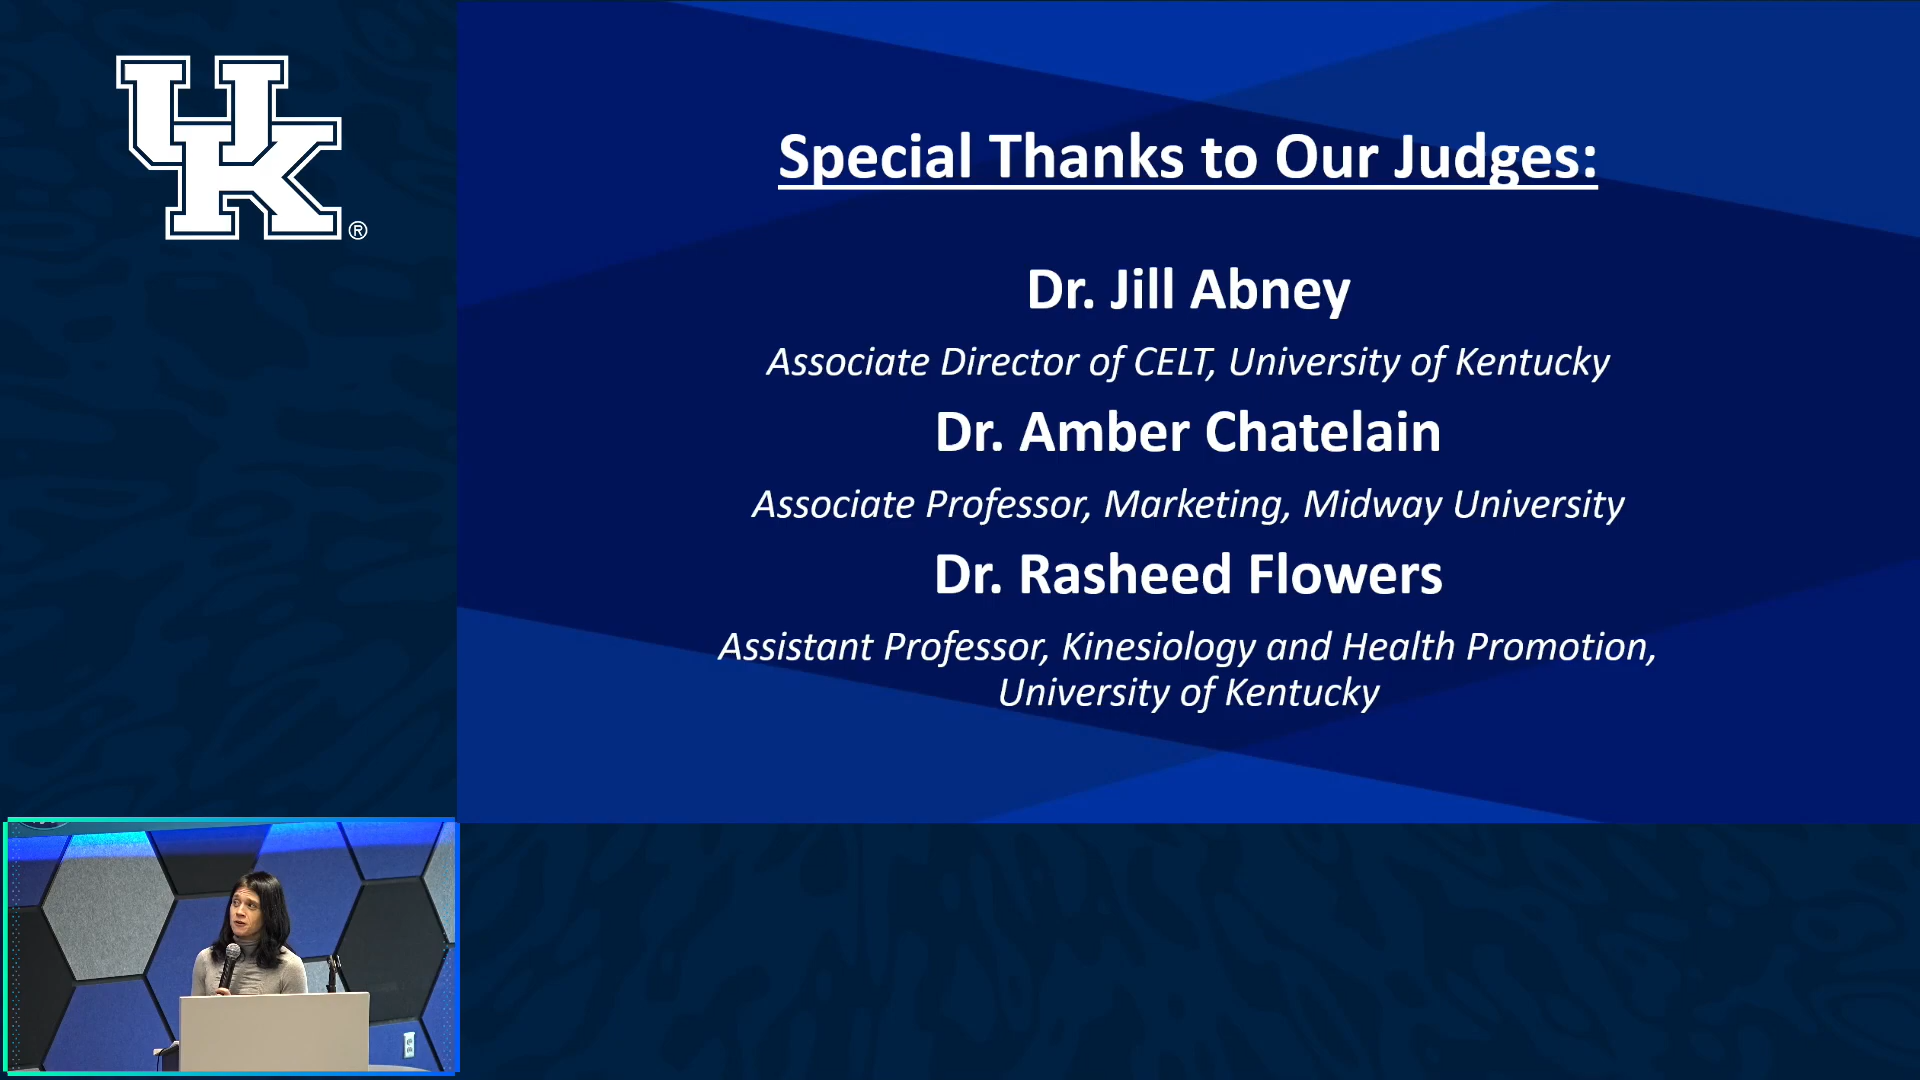 UK®
Special Thanks to Our Judges:
Dr. Jill Abney
Associate Director of CELT, University of Kentucky
Dr. Amber Chatelain
Associate Professor, Marketing, Midway University
Dr. Rasheed Flowers
Assistant Professor, Kinesiology and Health Promotion,
University of Kentucky